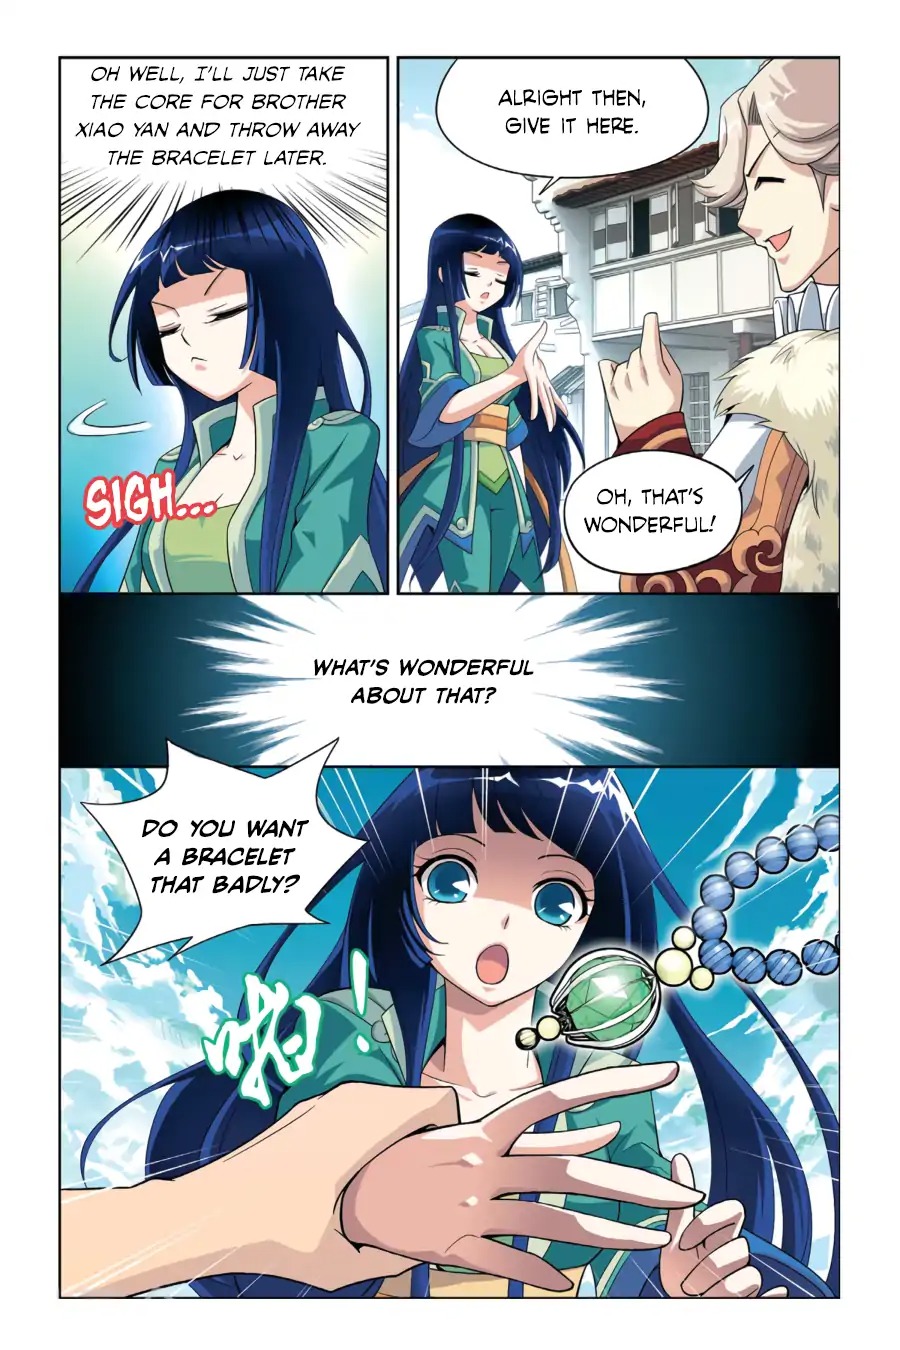 OH WELL, I'LL JUST TAKE
THE CORE FOR BROTHER
XIAO YAN AND THROW AWAY
THE BRACELET LATER.
SIGH...
ALRIGHT THEN,
GIVE IT HERE.
OH, THAT'S
WONDERFUL!
WHAT'S WONDERFUL
ABOUT THAT?
DO YOU WANT
A BRACELET
THAT BADLY?
啪!